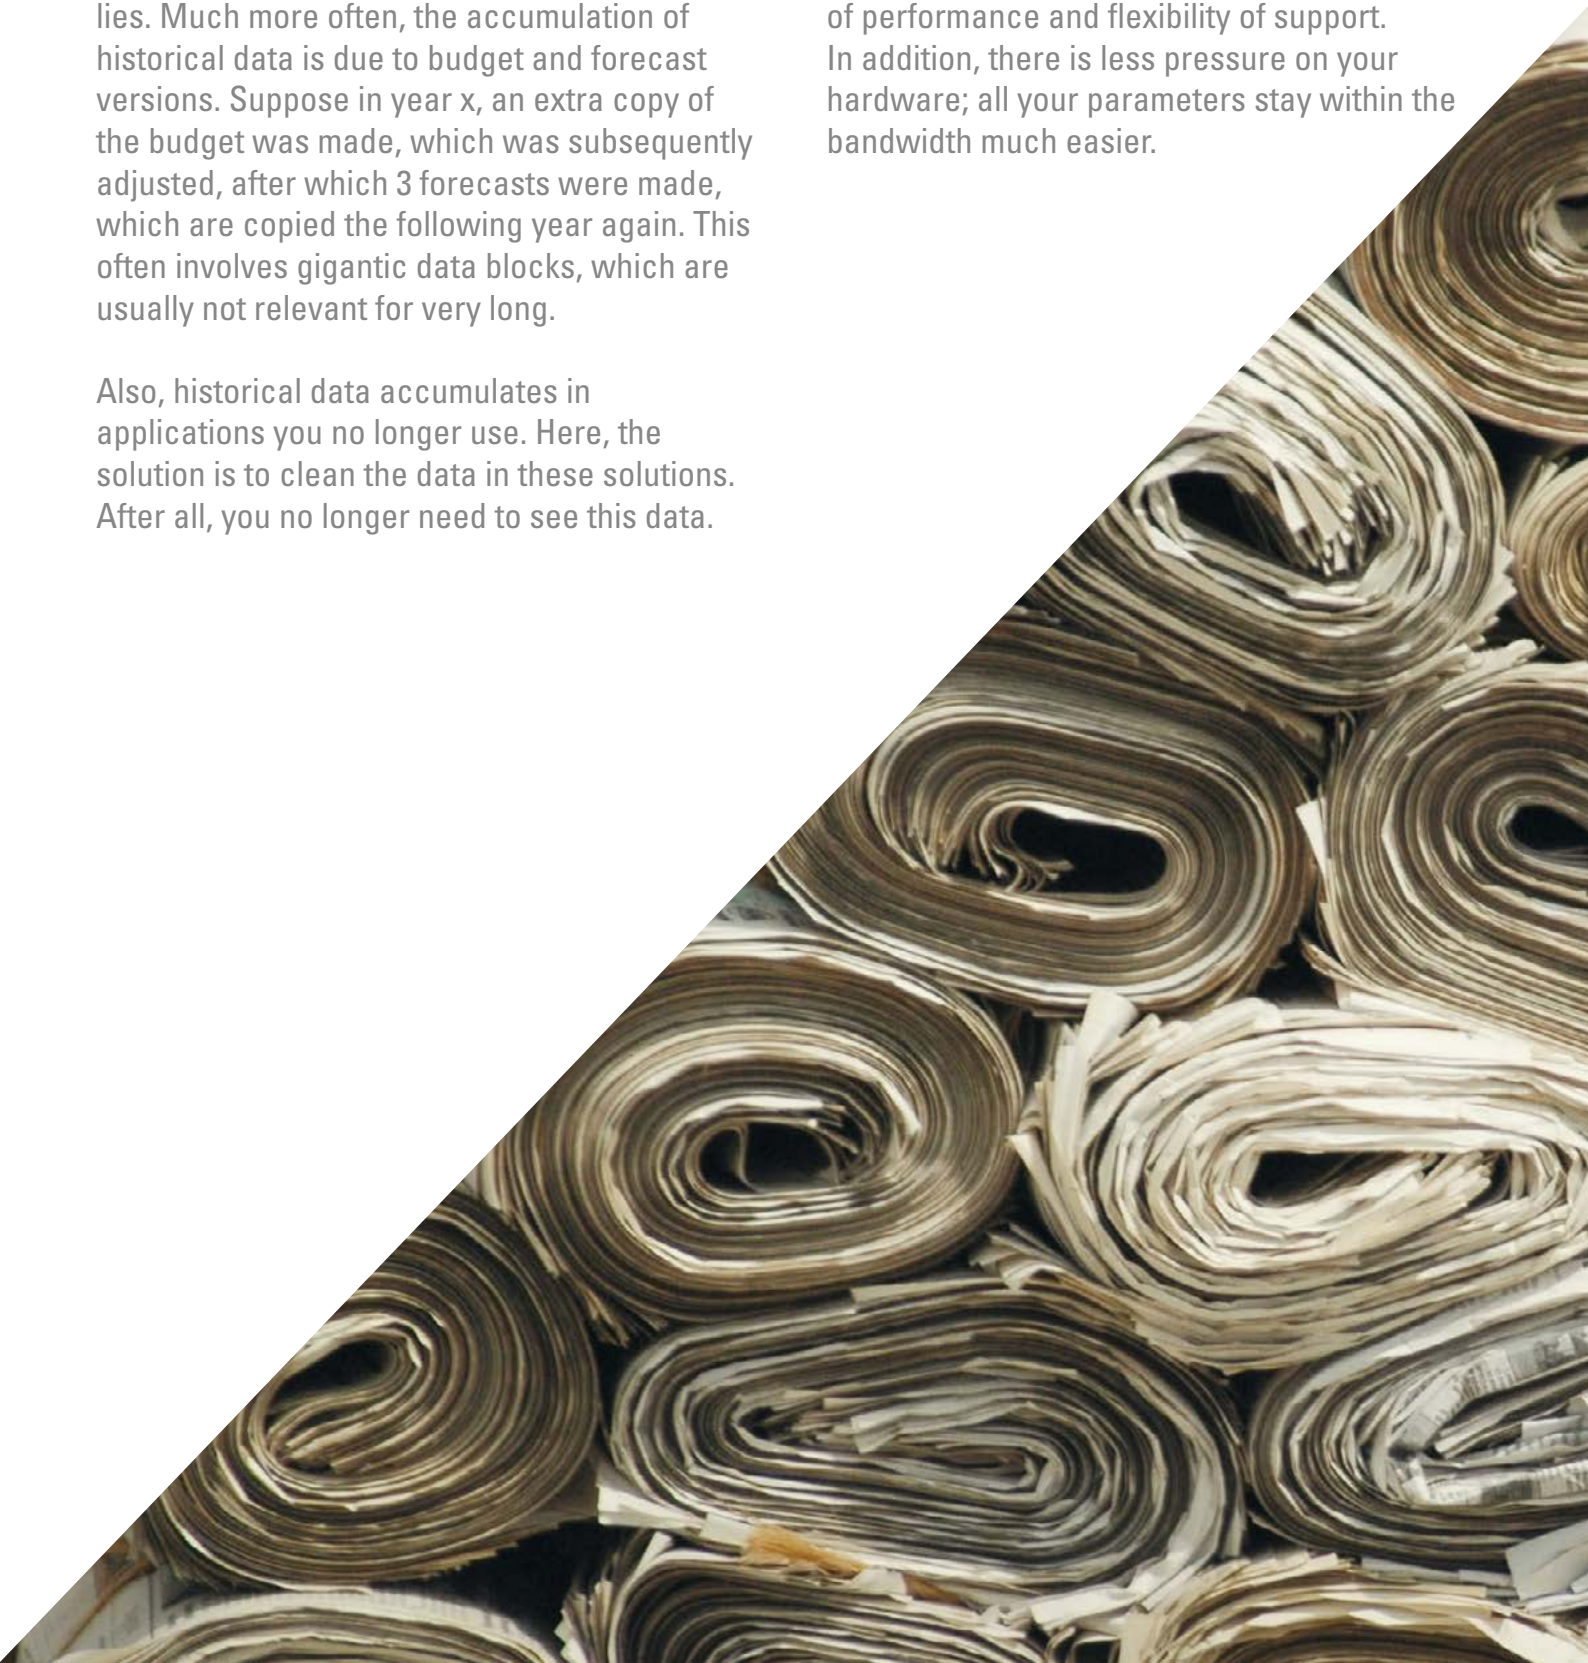 lies. Much more often, the accumulation of
historical data is due to budget and forecast
versions. Suppose in year x, an extra copy of
the budget was made, which was subsequently
adjusted, after which 3 forecasts were made,
which are copied the following year again. This
often involves gigantic data blocks, which are
usually not relevant for very long.
Also, historical data accumulates in
applications you no longer use. Here, the
solution is to clean the data in these solutions.
After all, you no longer need to see this data.
of performance and flexibility of support.
In addition, there is less pressure on your
hardware; all your parameters stay within the
bandwidth much easier.